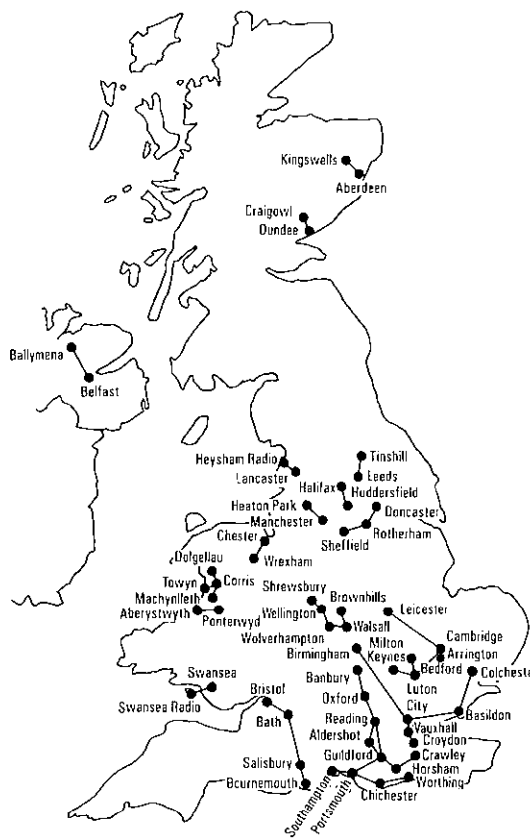 Kingswells
Aberdeen
Craigowl
Dundee
Ballymena
Belfast
Heysham Radio
Lancaster
Tinshill
Leeds
Halifax
Huddersfield
Doncaster
Heaton Park
Manchester
Rotherham
Sheffield
Chester
Wrexham
Dolgellau
Towyn
Corris
Machynlleth
Aberystwyth
Ponterwyd
Shrewsbury
Wellington
Wolverhampton
Brownhills
Walsall
Leicester
Birmingham
Milton
Keynes
Cambridge
Arrington
Bedford
Luton
Colchester
Banbury
Oxford
City
Basildon
Swansea
Swansea Radio
Bristol
Bath
Reading
Aldershot
Vauxhall
Croydon
Guildford
Crawley
Horsham
Worthing
Salisbury
Bournemouth
Southampton
Portsmouth
Chichester